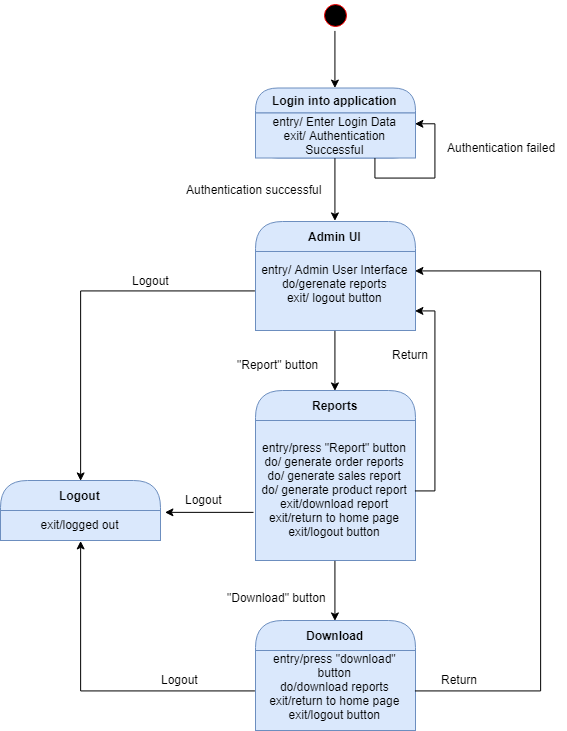 Login into application
entry/ Enter Login Data
exit/ Authentication
Successful
Authentication failed
Authentication successful
Admin UI
entry/ Admin User Interface
do/gerenate reports
exit/ logout button
Logout
"Report" button
Return
Reports
entry/press "Report" button
do/ generate order reports
do/ generate sales report
do/ generate product report
exit/download report
exit/return to home page
exit/logout button
Logout
Logout
exit/logged out
"Download" button
Download
entry/press "download"
button
do/download reports
exit/return to home page
exit/logout button
Logout
Return